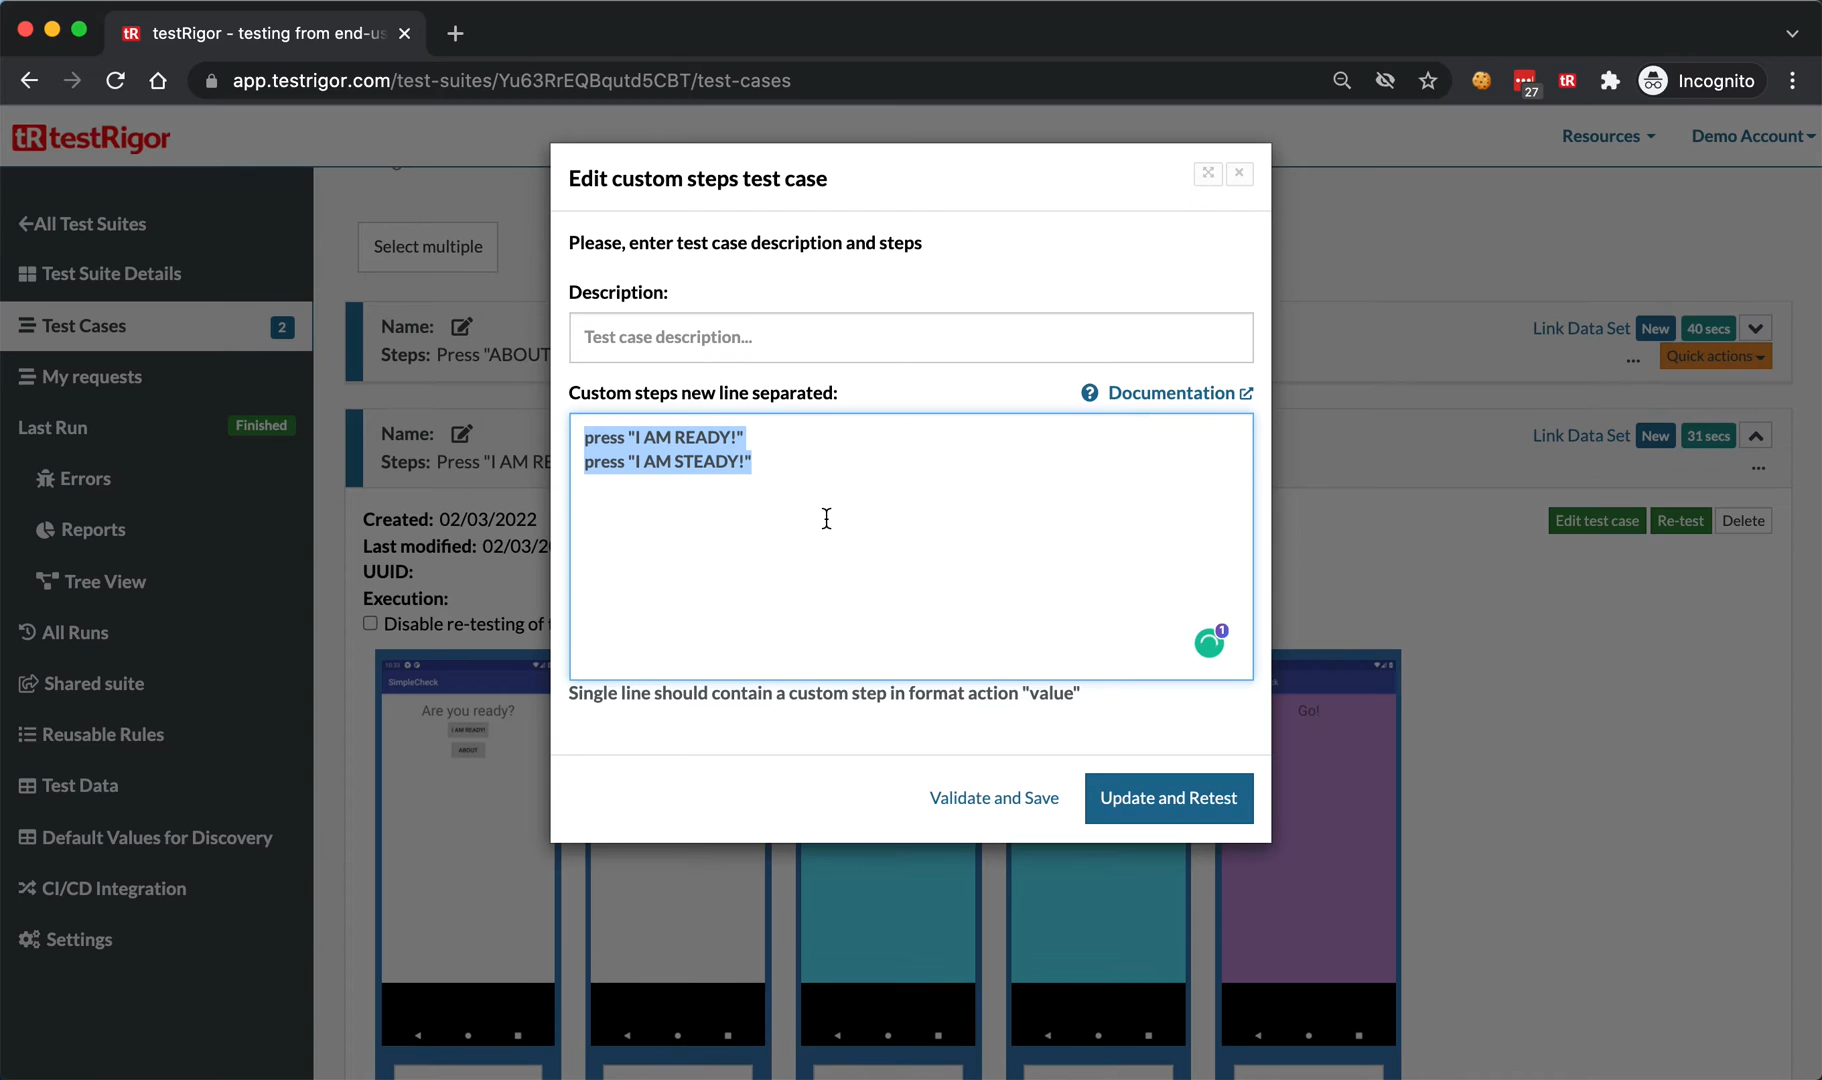 testRigor - testing from end-us
app.testrigor.com/test-suites/Yu63RrEQBqutd5CBT/test-cases
27
tR
Incognito
tR testRigor
Resources
Demo Account
All Test Suites
Test Suite Details
Test Cases
2
My requests
Last Run
Finished
Errors
Reports
Tree View
All Runs
Shared suite
Reusable Rules
Test Data
Default Values for Discovery
CI/CD Integration
Settings
Select multiple
Name:
Steps: Press "ABOUT
Link Data Set New 40 secs
... Quick actions
Name:
Steps: Press "I AM RE
Link Data Set New 31 secs
...
Created: 02/03/2022
Last modified: 02/03/2
UUID:
Execution:
Disable re-testing of
Edit test case Re-test Delete
SimpleCheck
Are you ready?
I AM READY!
ABOUT
Go!
Edit custom steps test case
Please, enter test case description and steps
Description:
Test case description...
Custom steps new line separated:
Documentation
press "I AM READY!"
press "I AM STEADY!"
1
Single line should contain a custom step in format action "value"
Validate and Save
Update and Retest